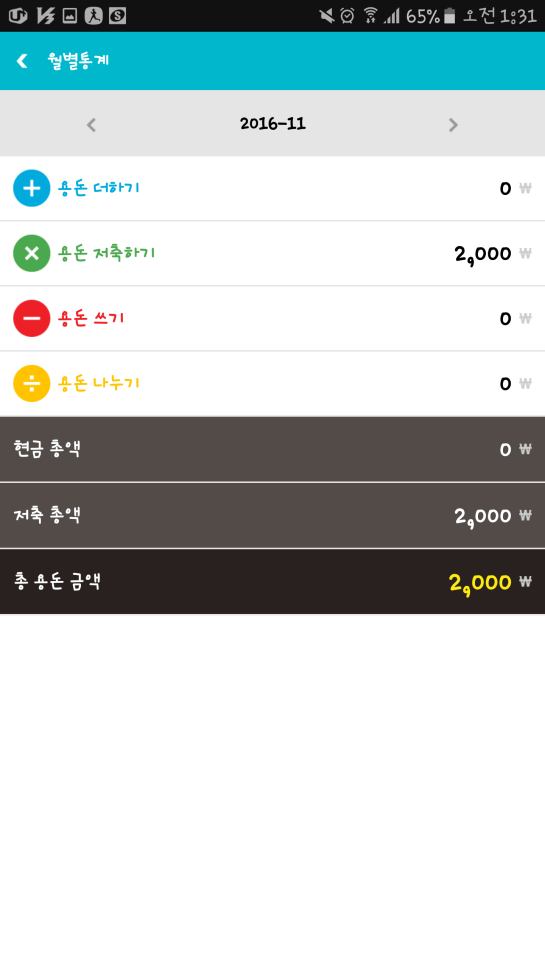 65% 오전 1:31
월별통계
2016-11
용돈 더하기 0 ₩
용돈 저축하기 2,000 ₩
용돈 쓰기 0 ₩
용돈 나누기 0 ₩
현금 총액 0 ₩
저축 총액 2,000 ₩
총 용돈 금액 2,000 ₩